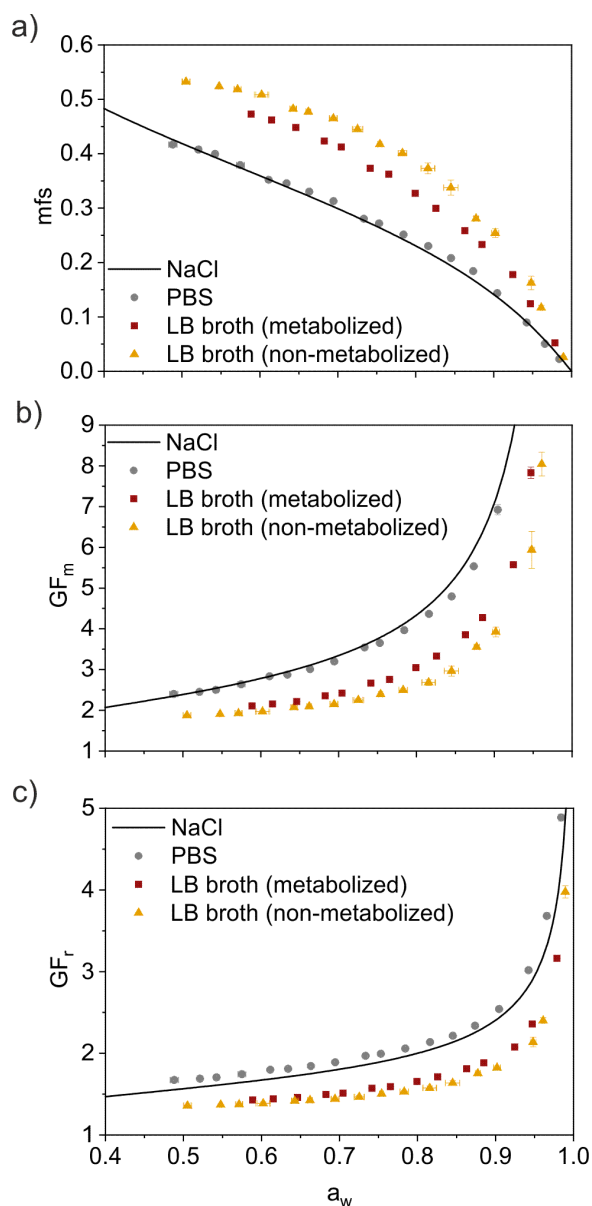 a)
0.6
0.5
0.4
0.3
0.2
0.1
0.0
mfs
NaCl
PBS
LB broth (metabolized)
LB broth (non-metabolized)
b)
9
8
7
6
5
4
3
2
1
GFm
NaCl
PBS
LB broth (metabolized)
LB broth (non-metabolized)
c)
5
4
3
2
1
GFr
NaCl
PBS
LB broth (metabolized)
LB broth (non-metabolized)
0.4 0.5 0.6 0.7 0.8 0.9 1.0
aw